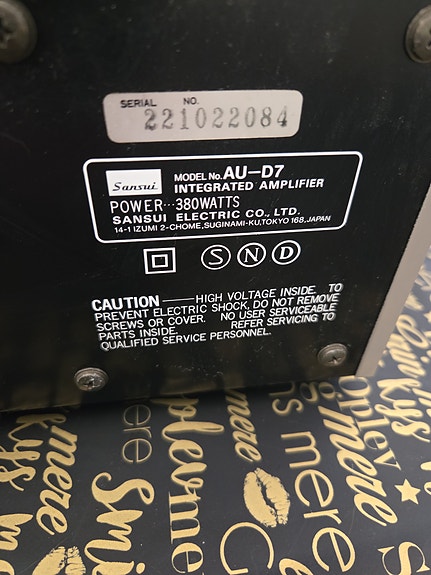 SERIAL NO.
221022084
Sansui
MODEL No. AU-D7
INTEGRATED AMPLIFIER
POWER···380WATTS
SANSUI ELECTRIC CO., LTD.
14-1 IZUMI 2-CHOME, SUGINAMI-KU, TOKYO 168, JAPAN
S N D
CAUTION —— HIGH VOLTAGE INSIDE. TO
PREVENT ELECTRIC SHOCK, DO NOT REMOVE
SCREWS OR COVER. NO USER SERVICEABLE
PARTS INSIDE. REFER SERVICING TO
QUALIFIED SERVICE PERSONNEL.
mere